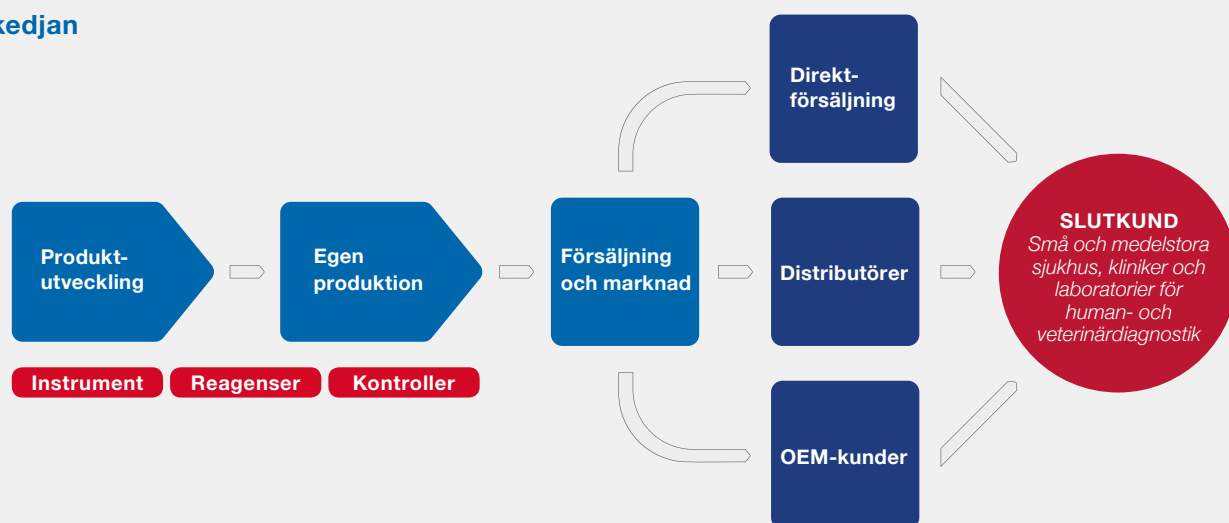 kedjan
Produkt-
utveckling
Egen
produktion
Försäljning
och marknad
Direkt-
försäljning
Distributörer
OEM-kunder
SLUTKUND
Små och medelstora
sjukhus, kliniker och
laboratorier för
human- och
veterinärdiagnostik
Instrument
Reagenser
Kontroller